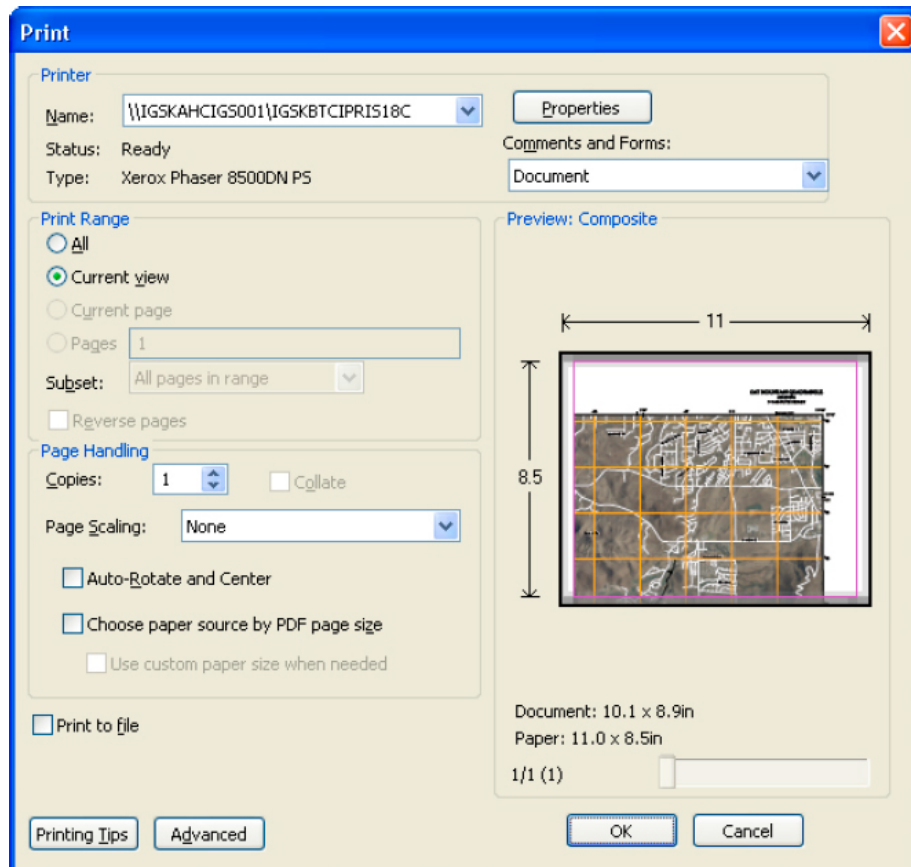 Print
Printer
Name: \\IGSKAHCIGS001\IGSKBTCIPRIS18C
Properties
Status: Ready
Comments and Forms:
Type: Xerox Phaser 8500DN PS
Document
Print Range
All
Current view
Current page
Pages 1
Subset: All pages in range
Reverse pages
Page Handling
Copies: 1 Collate
Page Scaling: None
Auto-Rotate and Center
Choose paper source by PDF page size
Use custom paper size when needed
Print to file
Preview: Composite
11
8.5
Document: 10.1 x 8.9in
Paper: 11.0 x 8.5in
1/1 (1)
Printing Tips Advanced
OK Cancel